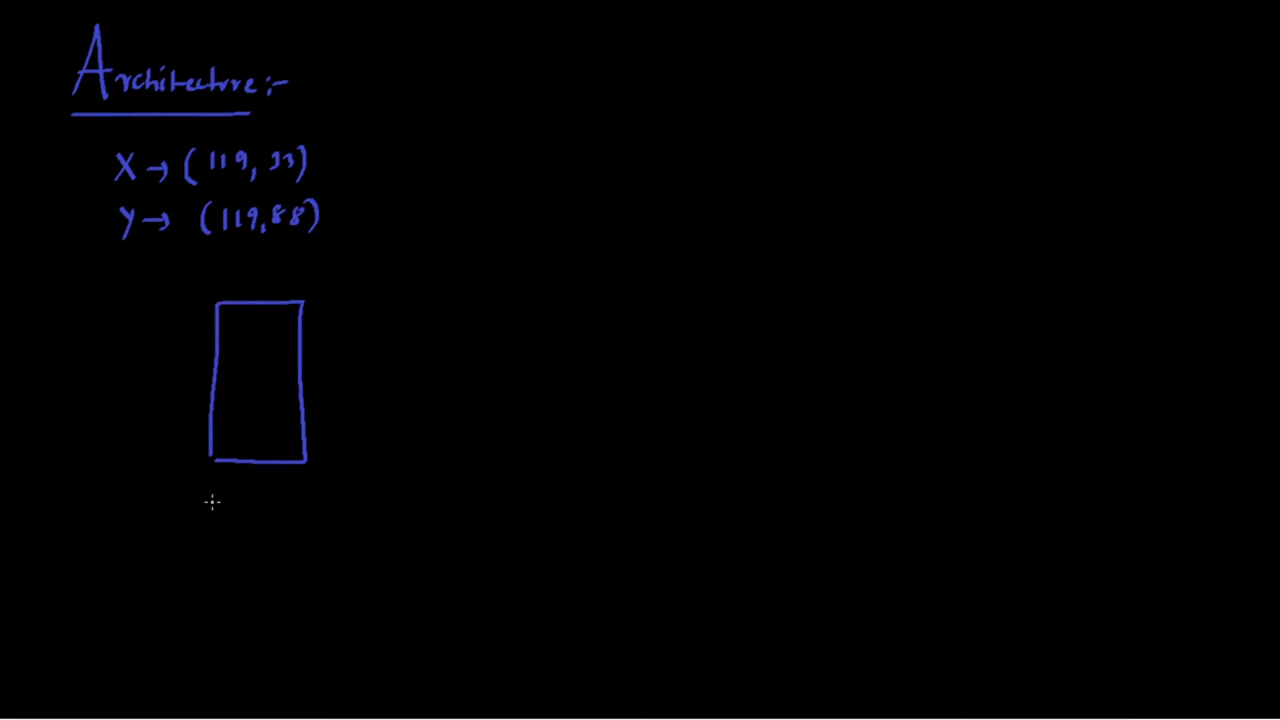 Architecture :-
X → (119, 33)
Y → (119, 88)